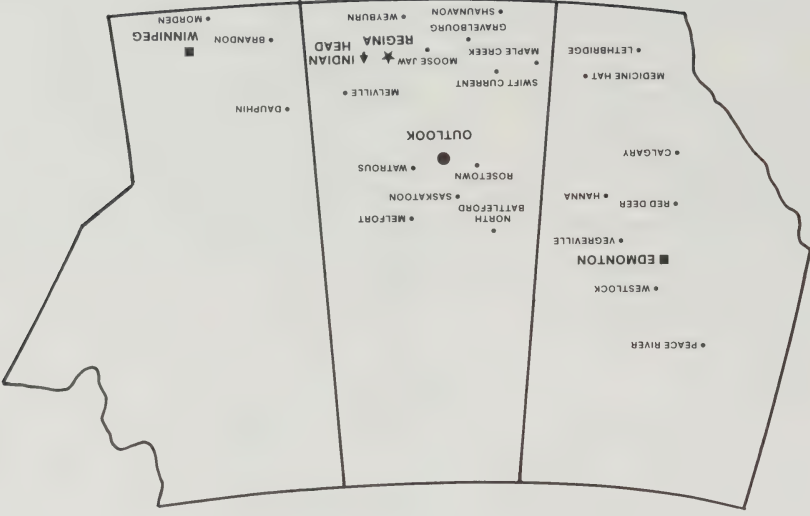 PEACE RIVER
WESTLOCK
EDMONTON
VEGREVILLE
RED DEER
HANNA
CALGARY
MEDICINE HAT
LETHBRIDGE
NORTH
BATTLEFORD
MELFORT
SASKATOON
ROSETOWN
WATROUS
OUTLOOK
MELVILLE
SWIFT CURRENT
MAPLE CREEK
MOOSE JAW
REGINA
INDIAN
HEAD
GRAVELBOURG
SHAUNAVON
WEYBURN
DAUPHIN
BRANDON
WINNIPEG
MORDEN